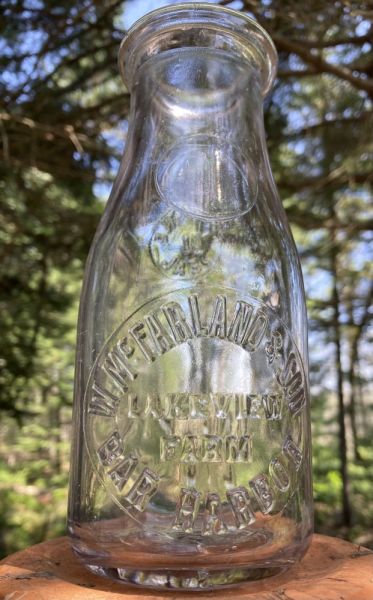 W. McFARLAND & SON
LAKEVIEW
FARM
BAR HARBOR